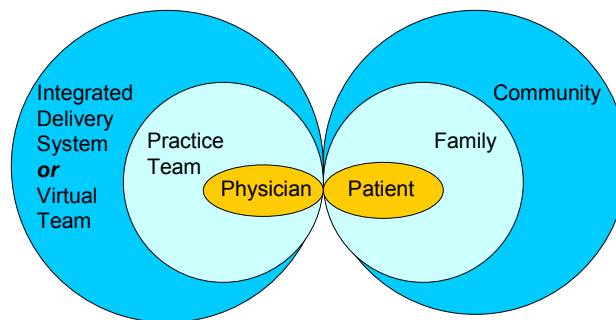 Integrated
Delivery
System
or
Virtual
Team
Practice
Team
Physician
Patient
Family
Community